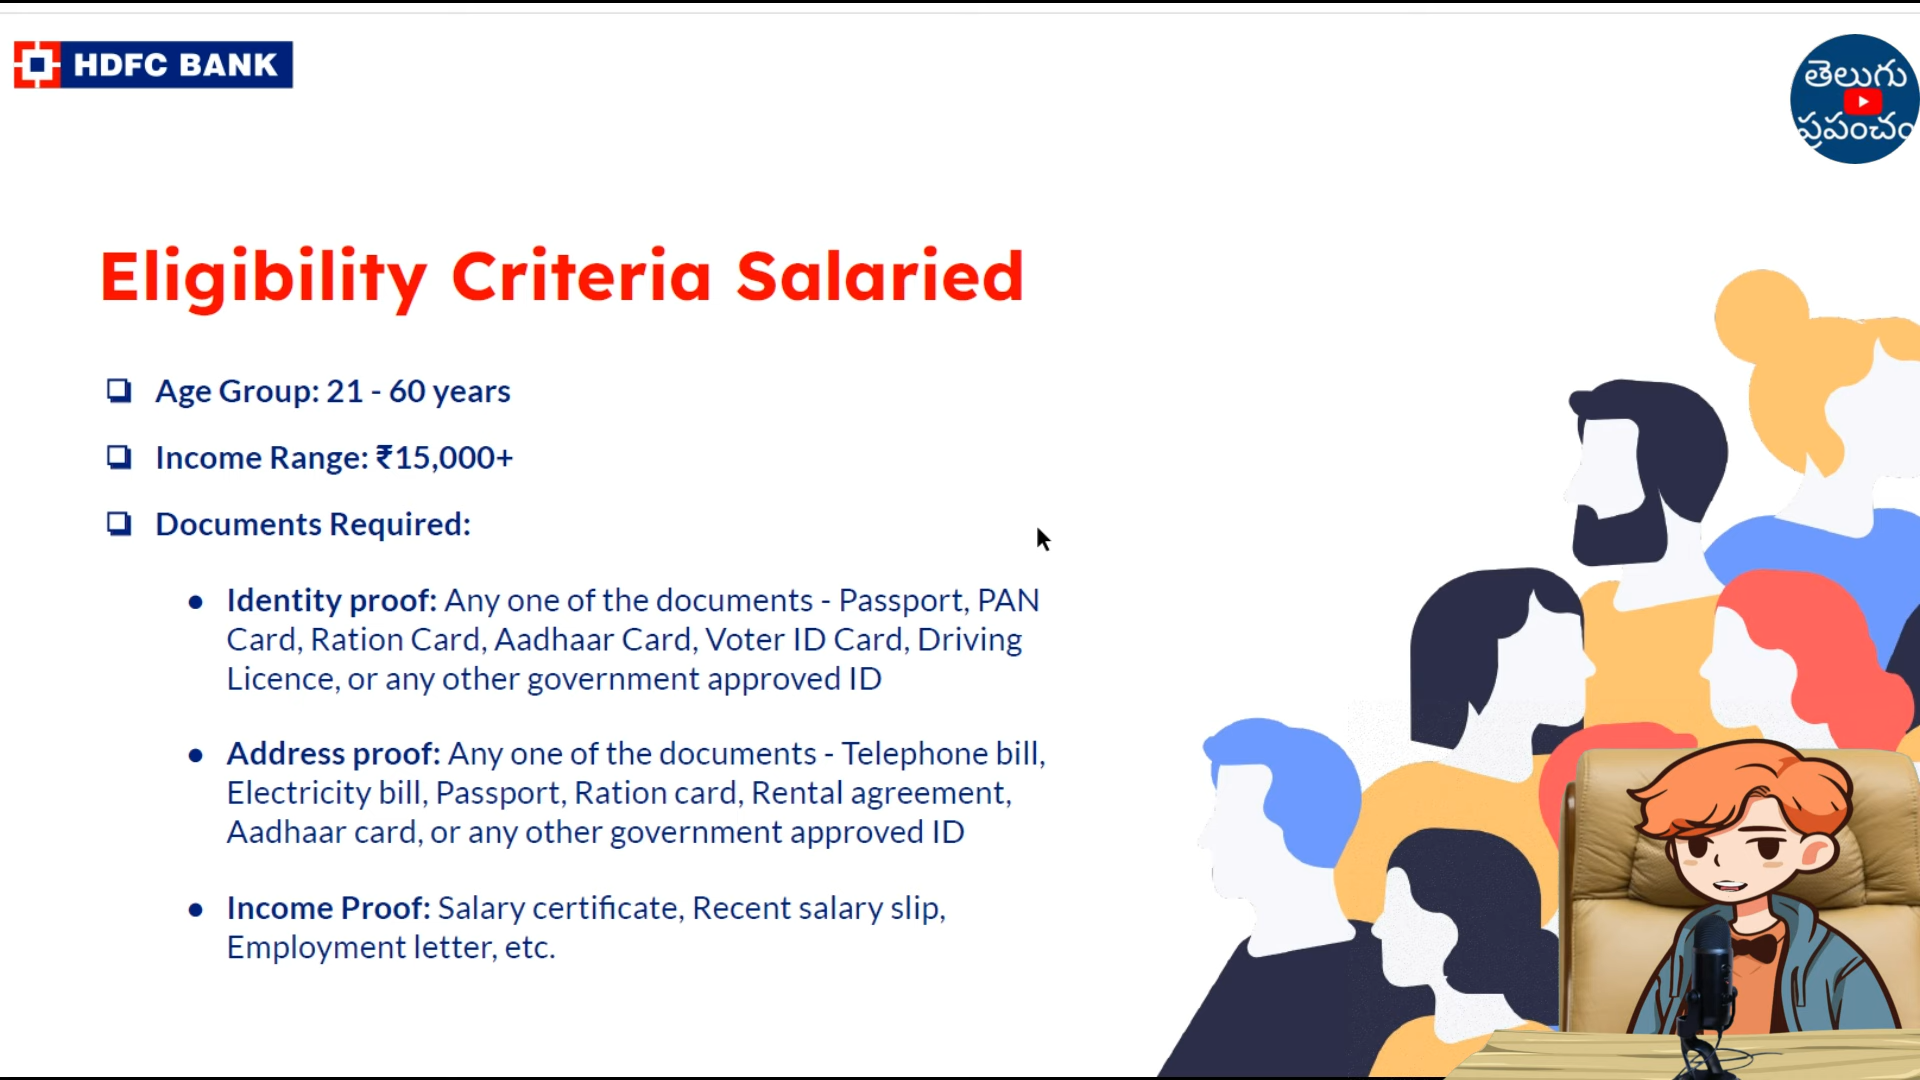 HDFC BANK
తెలుగు
ప్రపంచం
Eligibility Criteria Salaried
Age Group: 21 - 60 years
Income Range: ₹15,000+
Documents Required:
Identity proof: Any one of the documents - Passport, PAN
Card, Ration Card, Aadhaar Card, Voter ID Card, Driving
Licence, or any other government approved ID
Address proof: Any one of the documents - Telephone bill,
Electricity bill, Passport, Ration card, Rental agreement,
Aadhaar card, or any other government approved ID
Income Proof: Salary certificate, Recent salary slip,
Employment letter, etc.